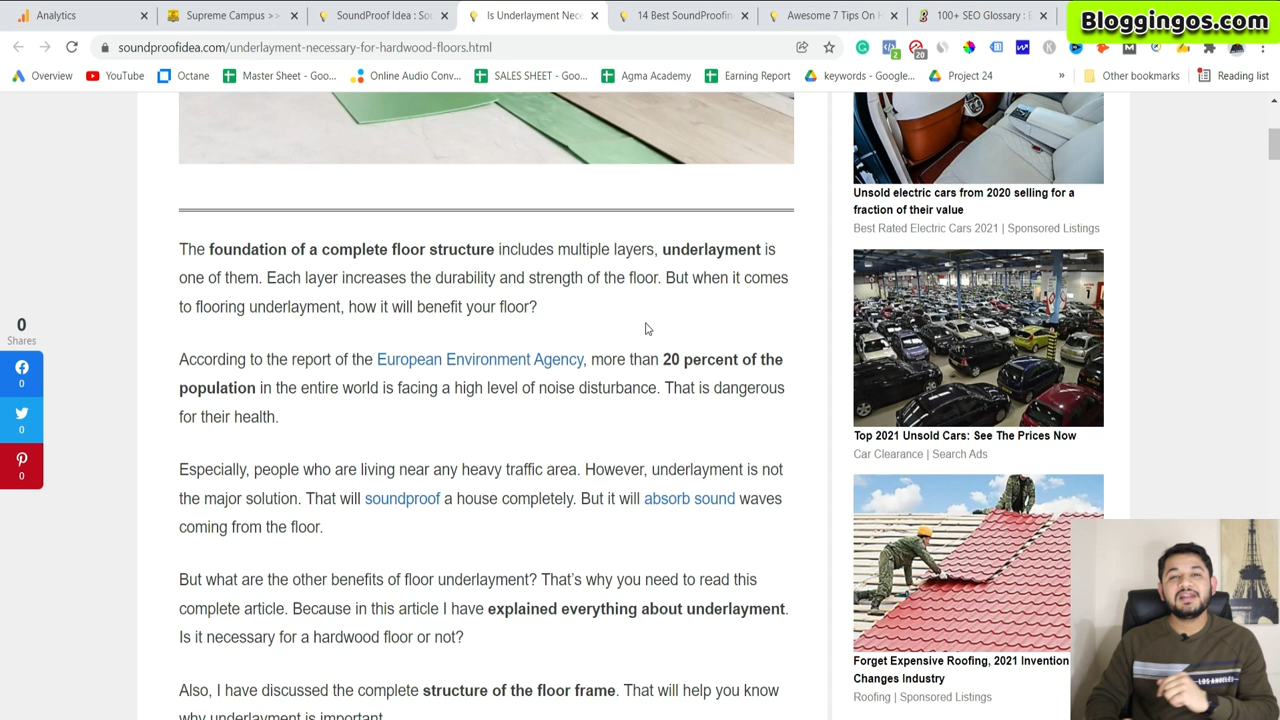 Analytics
Supreme Campus >>
SoundProof Idea : Sou
Is Underlayment Nece
14 Best SoundProofin
Awesome 7 Tips On H
100+ SEO Glossary : B
Bloggingos.com
soundproofidea.com/underlayment-necessary-for-hardwood-floors.html
2
20
Overview
YouTube
Octane
Master Sheet - Goo...
Online Audio Conv...
SALES SHEET - Goo...
Agma Academy
Earning Report
keywords - Google...
Project 24
»
Other bookmarks
Reading list
The foundation of a complete floor structure includes multiple layers, underlayment is
one of them. Each layer increases the durability and strength of the floor. But when it comes
to flooring underlayment, how it will benefit your floor?
According to the report of the European Environment Agency, more than 20 percent of the
population in the entire world is facing a high level of noise disturbance. That is dangerous
for their health.
Especially, people who are living near any heavy traffic area. However, underlayment is not
the major solution. That will soundproof a house completely. But it will absorb sound waves
coming from the floor.
But what are the other benefits of floor underlayment? That's why you need to read this
complete article. Because in this article I have explained everything about underlayment.
Is it necessary for a hardwood floor or not?
Also, I have discussed the complete structure of the floor frame. That will help you know
why underlayment is important.
0
Shares
0
0
0
Unsold electric cars from 2020 selling for a
fraction of their value
Best Rated Electric Cars 2021 | Sponsored Listings
Top 2021 Unsold Cars: See The Prices Now
Car Clearance | Search Ads
Forget Expensive Roofing, 2021 Invention
Changes Industry
Roofing | Sponsored Listings
LOS ANGELES